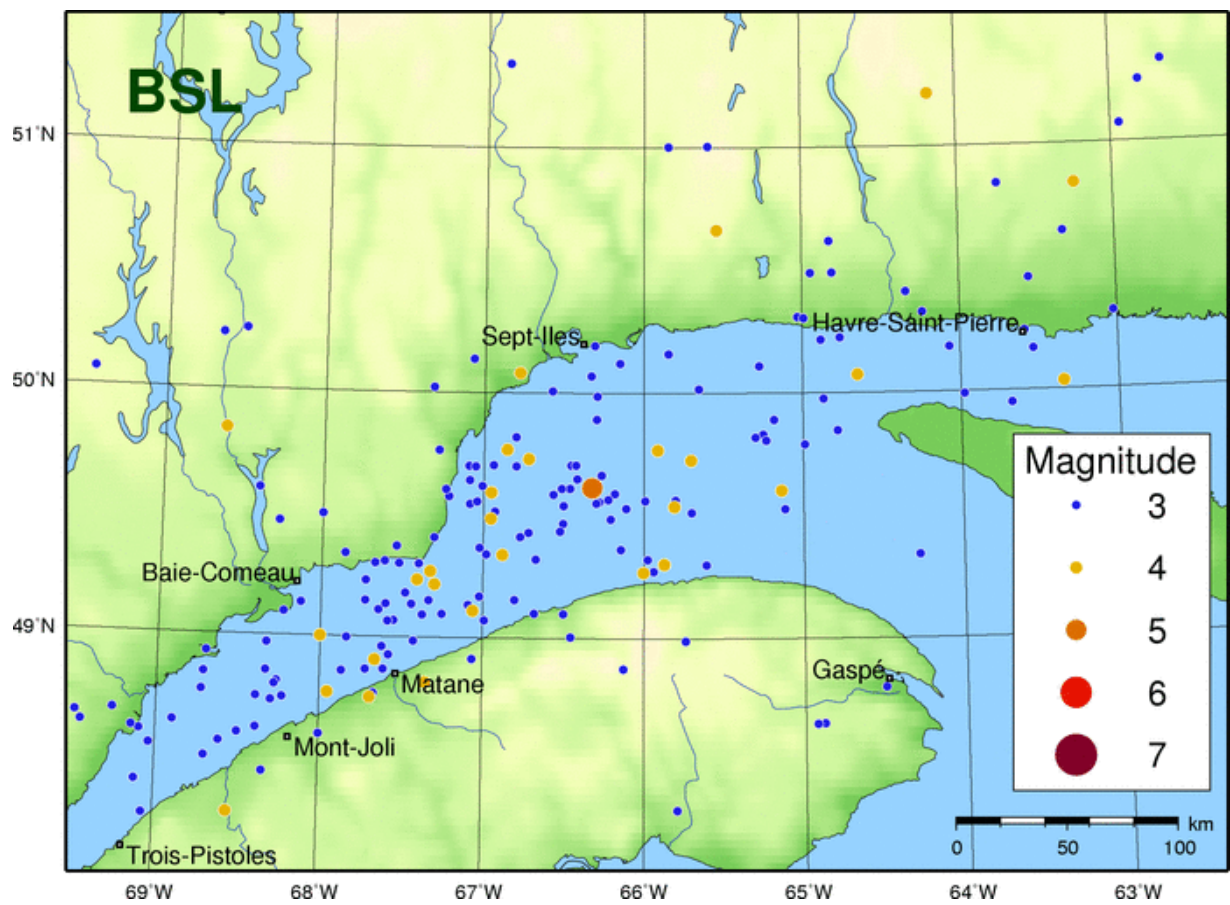 BSL
51°N
50°N
49°N
Sept-Iles
Havre-Saint-Pierre
Baie-Comeau
Matane
Gaspé
Mont-Joli
Trois-Pistoles
Magnitude
3
4
5
6
7
km
0 50 100
69°W 68°W 67°W 66°W 65°W 64°W 63°W